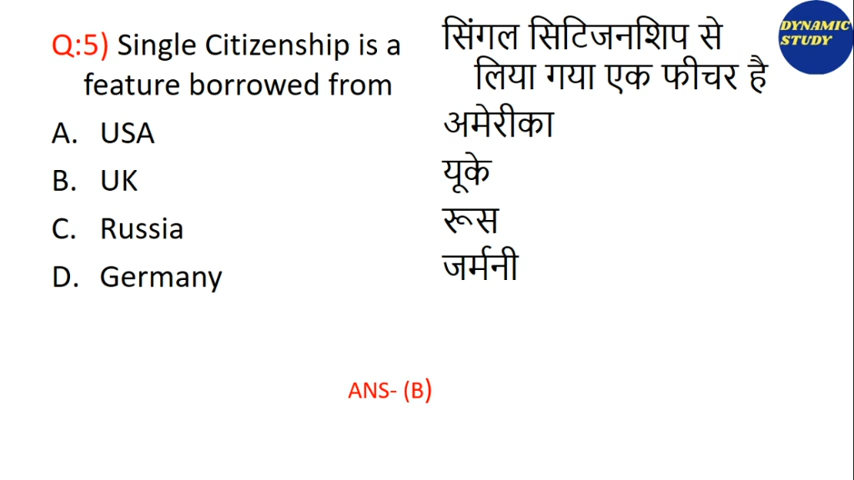 Q:5) Single Citizenship is a
feature borrowed from
A. USA
B. UK
C. Russia
D. Germany
सिंगल सिटिजनशिप से
लिया गया एक फीचर है
अमेरीका
यूके
रूस
जर्मनी
DYNAMIC
STUDY
ANS- (B)